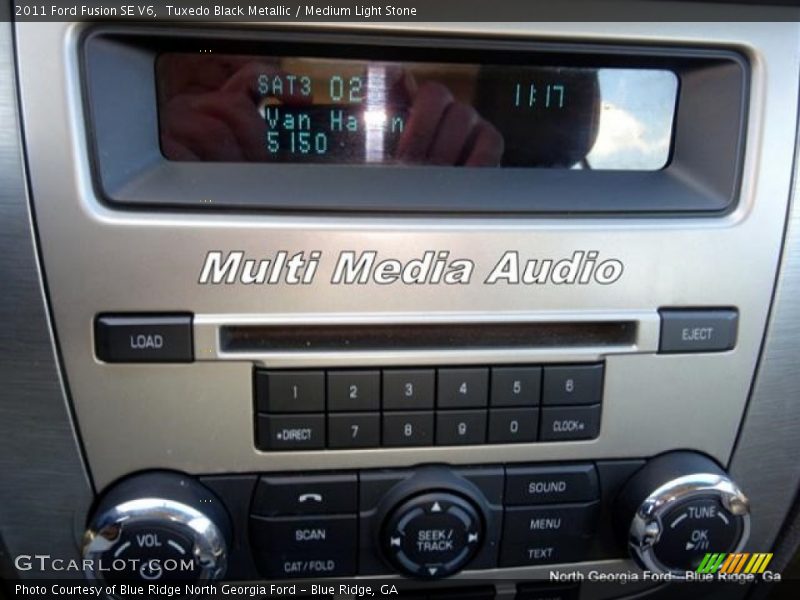 2011 Ford Fusion SE V6,  Tuxedo Black Metallic / Medium Light Stone
SAT3 02 11:17
Van Halen
5150
Multi Media Audio
LOAD EJECT
1 2 3 4 5 6
*DIRECT 7 8 9 0 CLOCK*
SOUND
VOL SCAN SEEK/ MENU TUNE
TRACK OK
CAT/FOLD TEXT
GTCARLOT.COM
North Georgia Ford - Blue Ridge, Ga
Photo Courtesy of Blue Ridge North Georgia Ford – Blue Ridge, GA